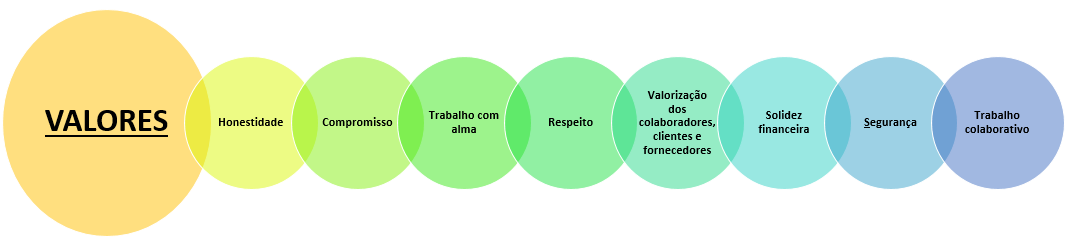 VALORES
Honestidade
Compromisso
Trabalho com
alma
Respeito
Valorização
dos
colaboradores,
clientes e
fornecedores
Solidez
financeira
Segurança
Trabalho
colaborativo